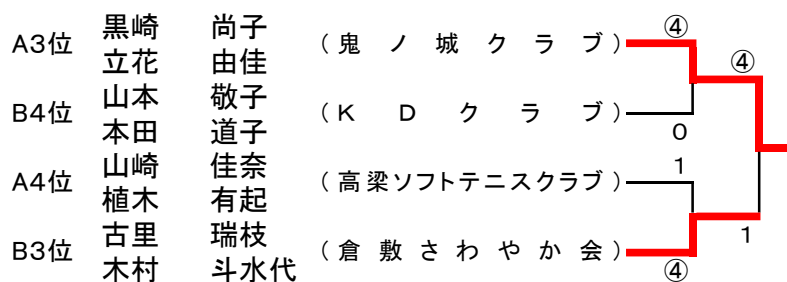 黒崎 尚子
A3位 (鬼ノ城クラブ) ④
立花 由佳 ④
山本 敬子
B4位 (KDクラブ) 0
本田 道子
山崎 佳奈 1
A4位 (高梁ソフトテニスクラブ)
植木 有起
古里 瑞枝 1
B3位 (倉敷さわやか会) ④
木村 斗水代